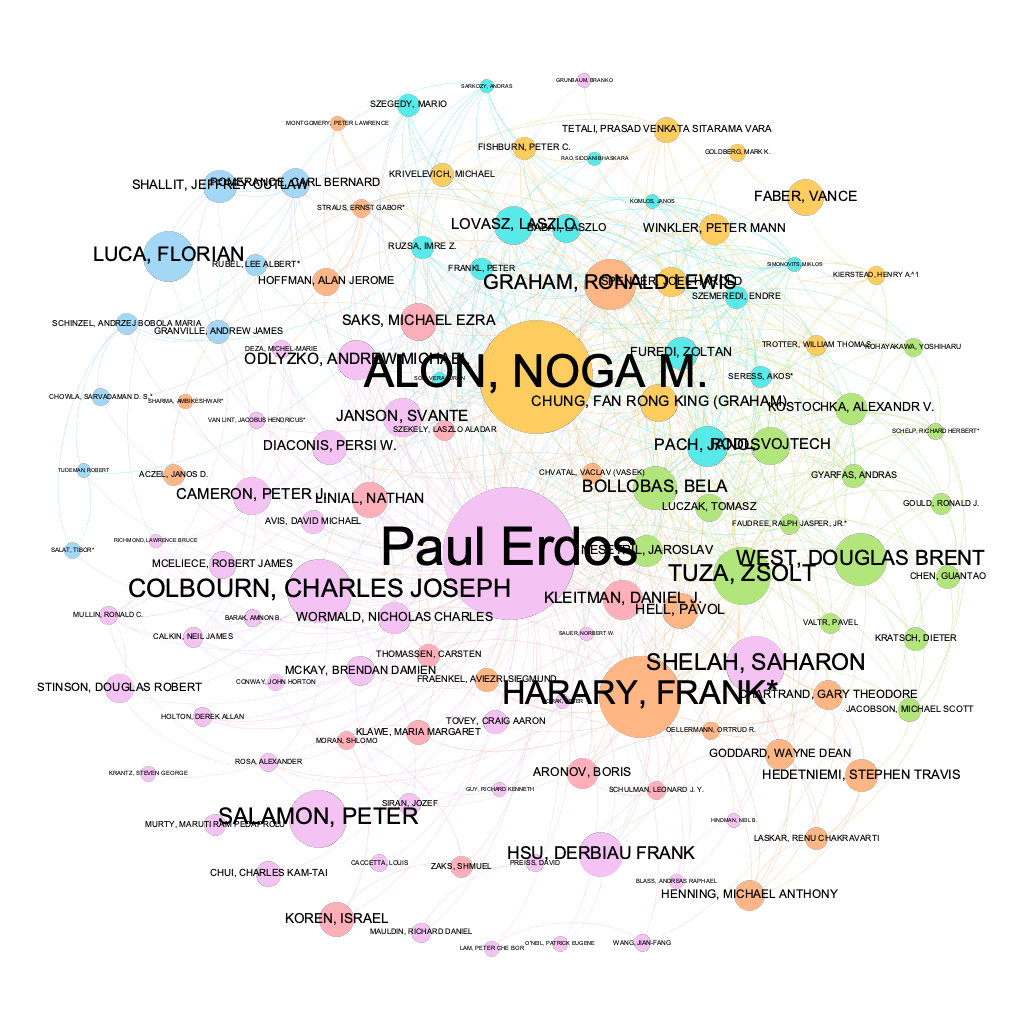 GRUNBAUM, BRANKO
SARKOZY, ANDRAS
SZEGEDY, MARIO
MONTGOMERY, PETER LAWRENCE
TETALI, PRASAD VENKATA SITARAMA VARA
FISHBURN, PETER C.
GOLDBERG, MARK K.
RAO, SIDDANI BHASKARA
KRIVELEVICH, MICHAEL
SHALLIT, JEFFREY OUTLAW
POMERANCE, CARL BERNARD
FABER, VANCE
KOMLOS, JANOS
STRAUS, ERNST GABOR*
LOVASZ, LASZLO
BABAI, LASZLO
WINKLER, PETER MANN
RUZSA, IMRE Z.
LUCA, FLORIAN
RUBEL, LEE ALBERT*
FRANKL, PETER
SIMONOVITS, MIKLOS
KIERSTEAD, HENRY A.^1
HOFFMAN, ALAN JEROME
GRAHAM, RONALD LEWIS
SPENCER, JOEL HAROLD
SZEMEREDI, ENDRE
SCHINZEL, ANDRZEJ BOBOLA MARIA
SAKS, MICHAEL EZRA
GRANVILLE, ANDREW JAMES
TROTTER, WILLIAM THOMAS
KOHAYAKAWA, YOSHIHARU
DEZA, MICHEL-MARIE
ODLYZKO, ANDREW MICHAEL
FUREDI, ZOLTAN
ALON, NOGA M.
SERESS, AKOS*
CHOWLA, SARVADAMAN D. S.*
SHARMA, AMBIKESHWAR*
CHUNG, FAN RONG KING (GRAHAM)
KOSTOCHKA, ALEXANDR V.
JANSON, SVANTE
VAN LINT, JACOBUS HENDRICUS*
SZEKELY, LASZLO ALADAR
SCHELP, RICHARD HERBERT*
DIACONIS, PERSI W.
PACH, JANOS
RODL, VOJTECH
TIJDEMAN ROBERT
ACZEL, JANOS D.
CHVATAL, VACLAV (VASEK)
GYARFAS, ANDRAS
BOLLOBAS, BELA
CAMERON, PETER J.
LINIAL, NATHAN
LUCZAK, TOMASZ
GOULD, RONALD J.
AVIS, DAVID MICHAEL
FAUDREE, RALPH JASPER, JR.*
RICHMOND, LAWRENCE BRUCE
Paul Erdos
SALAT, TIBOR*
NESETRIL, JAROSLAV
WEST, DOUGLAS BRENT
MCELIECE, ROBERT JAMES
TUZA, ZSOLT
CHEN, GUANTAO
COLBOURN, CHARLES JOSEPH
KLEITMAN, DANIEL J.
HELL, PAVOL
MULLIN, RONALD C.
BARAK, AMNON B.
WORMALD, NICHOLAS CHARLES
VALTR, PAVEL
CALKIN, NEIL JAMES
SAUER, NORBERT W.
KRATSCH, DIETER
THOMASSEN, CARSTEN
SHELAH, SAHARON
MCKAY, BRENDAN DAMIEN
FRAENKEL, AVIEZRI SIEGMUND
CONWAY, JOHN HORTON
STINSON, DOUGLAS ROBERT
HARARY, FRANK*
CHARTRAND, GARY THEODORE
JACOBSON, MICHAEL SCOTT
HOLTON, DEREK ALLAN
TOVEY, CRAIG AARON
KLAWE, MARIA MARGARET
OELLERMANN, ORTRUD R.
MORAN, SHLOMO
GODDARD, WAYNE DEAN
ROSA, ALEXANDER
KRANTZ, STEVEN GEORGE
ARONOV, BORIS
HEDETNIEMI, STEPHEN TRAVIS
GUY, RICHARD KENNETH
SCHULMAN, LEONARD J. Y.
SIRAN, JOZEF
SALAMON, PETER
MURTY, MARUTI RAM PEDAPROLU
HINDMAN, NEIL B.
LASKAR, RENU CHAKRAVARTI
HSU, DERBIAU FRANK
CACCETTA, LOUIS
PREISS, DAVID
ZAKS, SHMUEL
CHUI, CHARLES KAM-TAI
BLASS, ANDREAS RAPHAEL
HENNING, MICHAEL ANTHONY
KOREN, ISRAEL
MAULDIN, RICHARD DANIEL
LAM, PETER CHE BOR
O'NEIL, PATRICK EUGENE
WANG, JIAN-FANG